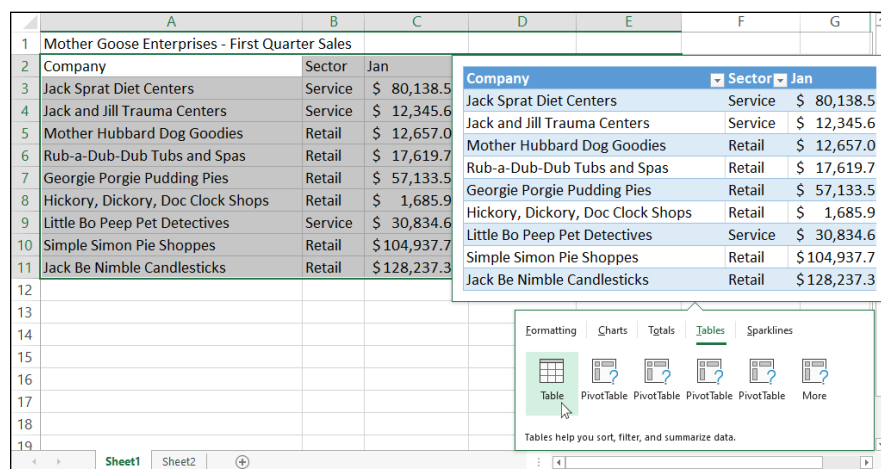 A B C D E F G
1 Mother Goose Enterprises - First Quarter Sales
2 Company Sector Jan
3 Jack Sprat Diet Centers Service $ 80,138.5
4 Jack and Jill Trauma Centers Service $ 12,345.6
5 Mother Hubbard Dog Goodies Retail $ 12,657.0
6 Rub-a-Dub-Dub Tubs and Spas Retail $ 17,619.7
7 Georgie Porgie Pudding Pies Retail $ 57,133.5
8 Hickory, Dickory, Doc Clock Shops Retail $ 1,685.9
9 Little Bo Peep Pet Detectives Service $ 30,834.6
10 Simple Simon Pie Shoppes Retail $104,937.7
11 Jack Be Nimble Candlesticks Retail $128,237.3
12
13
14
15
16
17
18
19
Company Sector Jan
Jack Sprat Diet Centers Service $ 80,138.5
Jack and Jill Trauma Centers Service $ 12,345.6
Mother Hubbard Dog Goodies Retail $ 12,657.0
Rub-a-Dub-Dub Tubs and Spas Retail $ 17,619.7
Georgie Porgie Pudding Pies Retail $ 57,133.5
Hickory, Dickory, Doc Clock Shops Retail $ 1,685.9
Little Bo Peep Pet Detectives Service $ 30,834.6
Simple Simon Pie Shoppes Retail $104,937.7
Jack Be Nimble Candlesticks Retail $128,237.3
Formatting Charts Totals Tables Sparklines
Table PivotTable PivotTable PivotTable PivotTable More
Tables help you sort, filter, and summarize data.
Sheet1 Sheet2